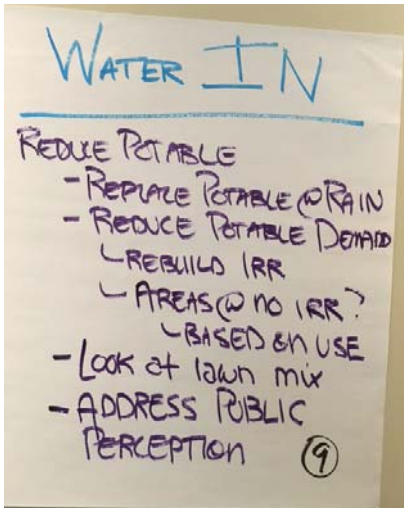 WATER IN
REDUCE POTABLE
- REPLACE POTABLE @ RAIN
- REDUCE POTABLE DEMAND
└ REBUILD IRR
└ AREAS @ NO IRR?
└ BASED ON USE
- LOOK at lawn mix
- ADDRESS PUBLIC
PERCEPTION
9